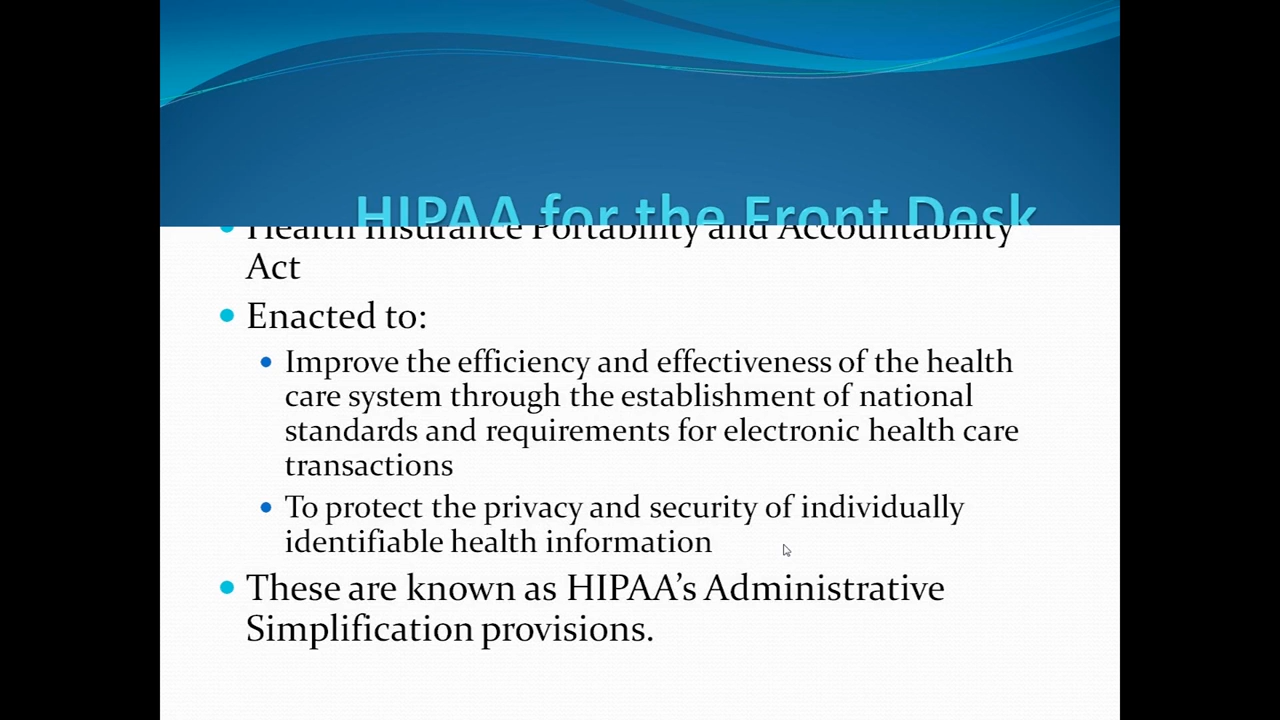 HIPAA for the Front Desk
Health Insurance Portability and Accountability
Act
Enacted to:
Improve the efficiency and effectiveness of the health
care system through the establishment of national
standards and requirements for electronic health care
transactions
To protect the privacy and security of individually
identifiable health information
These are known as HIPAA’s Administrative
Simplification provisions.